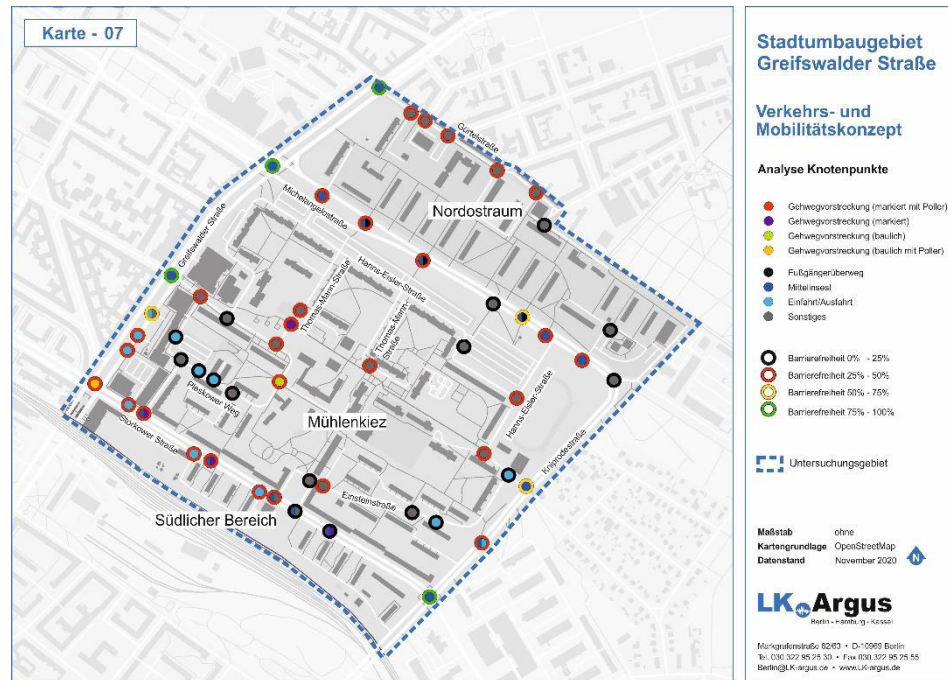 Karte - 07
Gürtelstraße
Nordostraum
Michelangelostraße
Greifswalder Straße
Hanns-Eisler-Straße
Thomas-Mann-Straße
Thomas-Mann-
Straße
Pieskower Weg
Mühlenkiez
Hanns-Eisler-Straße
Kniprodestraße
Storkower Straße
Einsteinstraße
Südlicher Bereich
Stadtumbaugebiet
Greifswalder Straße
Verkehrs- und
Mobilitätskonzept
Analyse Knotenpunkte
Gehwegvorstreckung (markiert mit Poller)
Gehwegvorstreckung (markiert)
Gehwegvorstreckung (baulich)
Gehwegvorstreckung (baulich mit Poller)
Fußgängerüberweg
Mittelinsesl
Einfahrt/Ausfahrt
Sonstiges
Barrierefreiheit 0% - 25%
Barrierefreiheit 25% - 50%
Barrierefreiheit 50% - 75%
Barrierefreiheit 75% - 100%
Untersuchungsgebiet
Maßstab ohne
Kartengrundlage OpenStreetMap
Datenstand November 2020
N
LK Argus
Berlin • Hamburg • Kassel
Markgrafenstraße 62/63 • D-10969 Berlin
Tel. 030 322 95 25 30 • Fax 030 322 95 25 55
Berlin@LK-argus.de • www.LK-argus.de